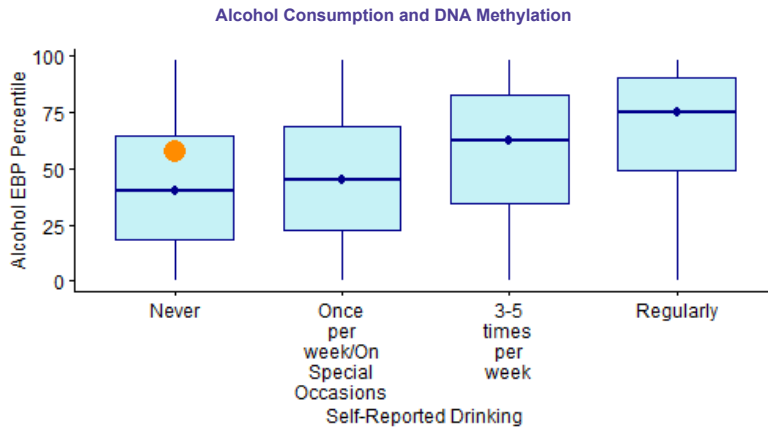 Alcohol Consumption and DNA Methylation
Alcohol EBP Percentile
100
75
50
25
0
Never
Once
per
week/On
Special
Occasions
3-5
times
per
week
Regularly
Self-Reported Drinking